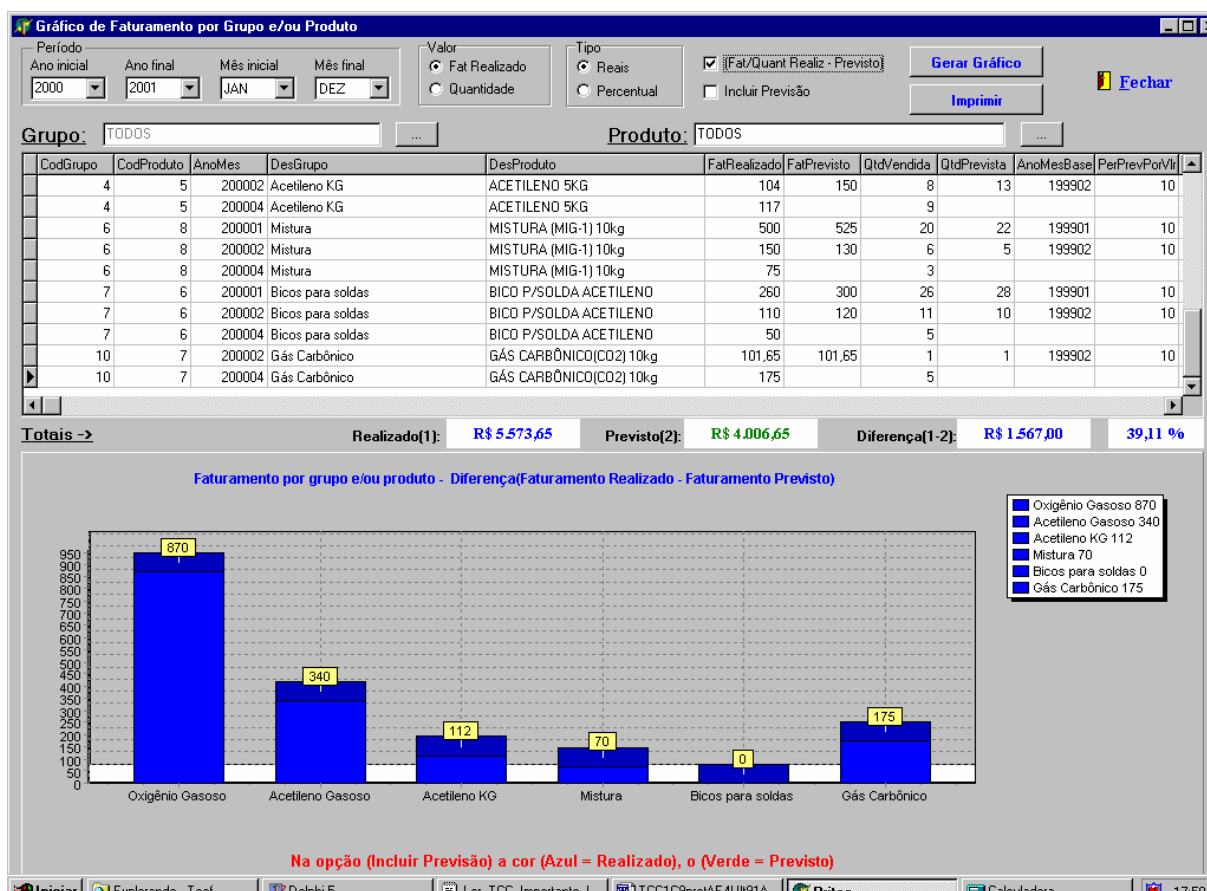 Gráfico de Faturamento por Grupo e/ou Produto
Período
Ano inicial Ano final Mês inicial Mês final
2000 2001 JAN DEZ
Valor
Fat Realizado
Quantidade
Tipo
Reais
Percentual
(Fat/Quant Realiz - Previsto)
Incluir Previsão
Gerar Gráfico
Imprimir
Fechar
Grupo: TODOS ... Produto: TODOS ...
CodGrupo CodProduto AnoMes DesGrupo DesProduto FatRealizado FatPrevisto QtdVendida QtdPrevista AnoMesBase PerPrevPorVlr
4 5 200002 Acetileno KG ACETILENO 5KG 104 150 8 13 199902 10
4 5 200004 Acetileno KG ACETILENO 5KG 117 9
6 8 200001 Mistura MISTURA (MIG-1) 10kg 500 525 20 22 199901 10
6 8 200002 Mistura MISTURA (MIG-1) 10kg 150 130 6 5 199902 10
6 8 200004 Mistura MISTURA (MIG-1) 10kg 75 3
7 6 200001 Bicos para soldas BICO P/SOLDA ACETILENO 260 300 26 28 199901 10
7 6 200002 Bicos para soldas BICO P/SOLDA ACETILENO 110 120 11 10 199902 10
7 6 200004 Bicos para soldas BICO P/SOLDA ACETILENO 50 5
10 7 200002 Gás Carbônico GÁS CARBÔNICO(CO2) 10kg 101,65 101,65 1 1 199902 10
10 7 200004 Gás Carbônico GÁS CARBÔNICO(CO2) 10kg 175 5
Totais -> Realizado(1): R$ 5.573,65 Previsto(2): R$ 4.006,65 Diferença(1-2): R$ 1.567,00 39,11 %
Faturamento por grupo e/ou produto - Diferença(Faturamento Realizado - Faturamento Previsto)
Oxigênio Gasoso 870
Acetileno Gasoso 340
Acetileno KG 112
Mistura 70
Bicos para soldas 0
Gás Carbônico 175
950
900
850
800
750
700
650
600
550
500
450
400
350
300
250
200
150
100
50
0
870
340
112
70
0
175
Oxigênio Gasoso Acetileno Gasoso Acetileno KG Mistura Bicos para soldas Gás Carbônico
Na opção (Incluir Previsão) a cor (Azul = Realizado), o (Verde = Previsto)
Iniciar Explorando Delphi 5 Calculadora 17:59